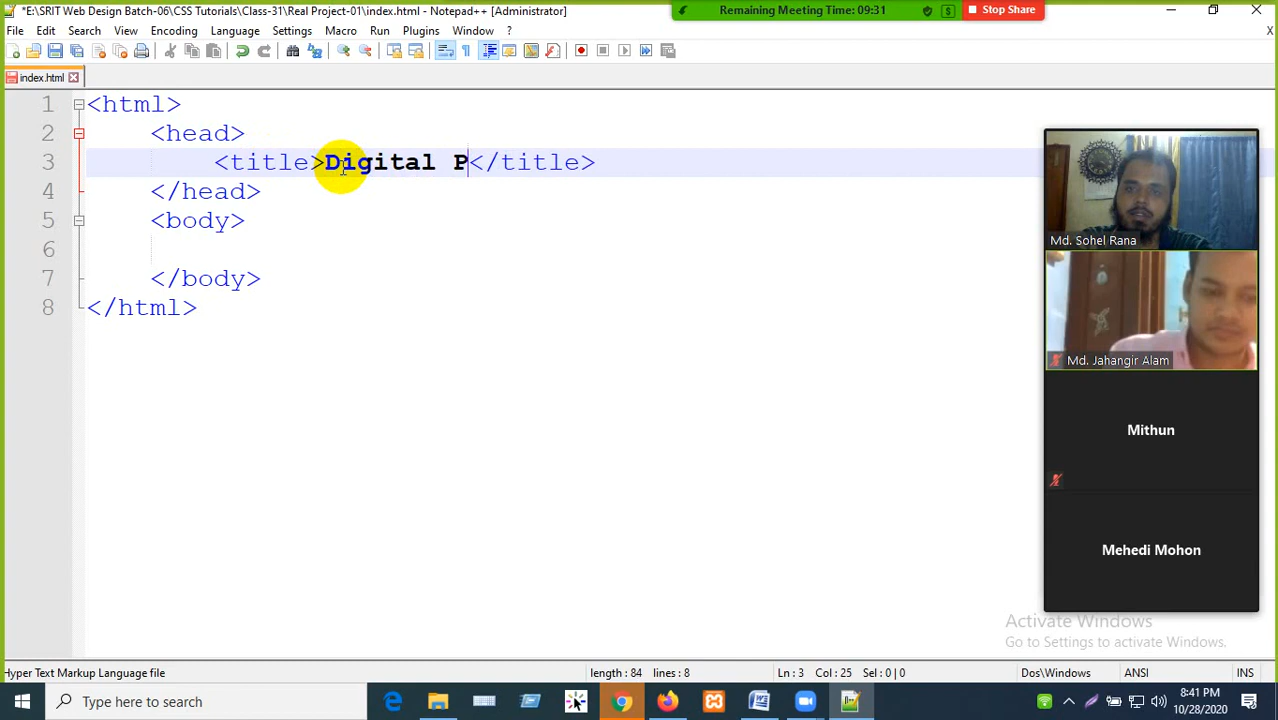 *E:\SRIT Web Design Batch-06\CSS Tutorials\Class-31\Real Project-01\index.html - Notepad++ [Administrator]
Remaining Meeting Time: 09:31
Stop Share
File Edit Search View Encoding Language Settings Macro Run Plugins Window ?
X
index.html
1 <html>
2 <head>
3 <title>Digital P</title>
4 </head>
5 <body>
6
7 </body>
8 </html>
Md. Sohel Rana
Md. Jahangir Alam
Mithun
Mehedi Mohon
Activate Windows
Go to Settings to activate Windows.
Hyper Text Markup Language file length : 84 lines : 8 Ln : 3 Col : 25 Sel : 0 | 0 Dos\Windows ANSI INS
Type here to search
8:41 PM
10/28/2020